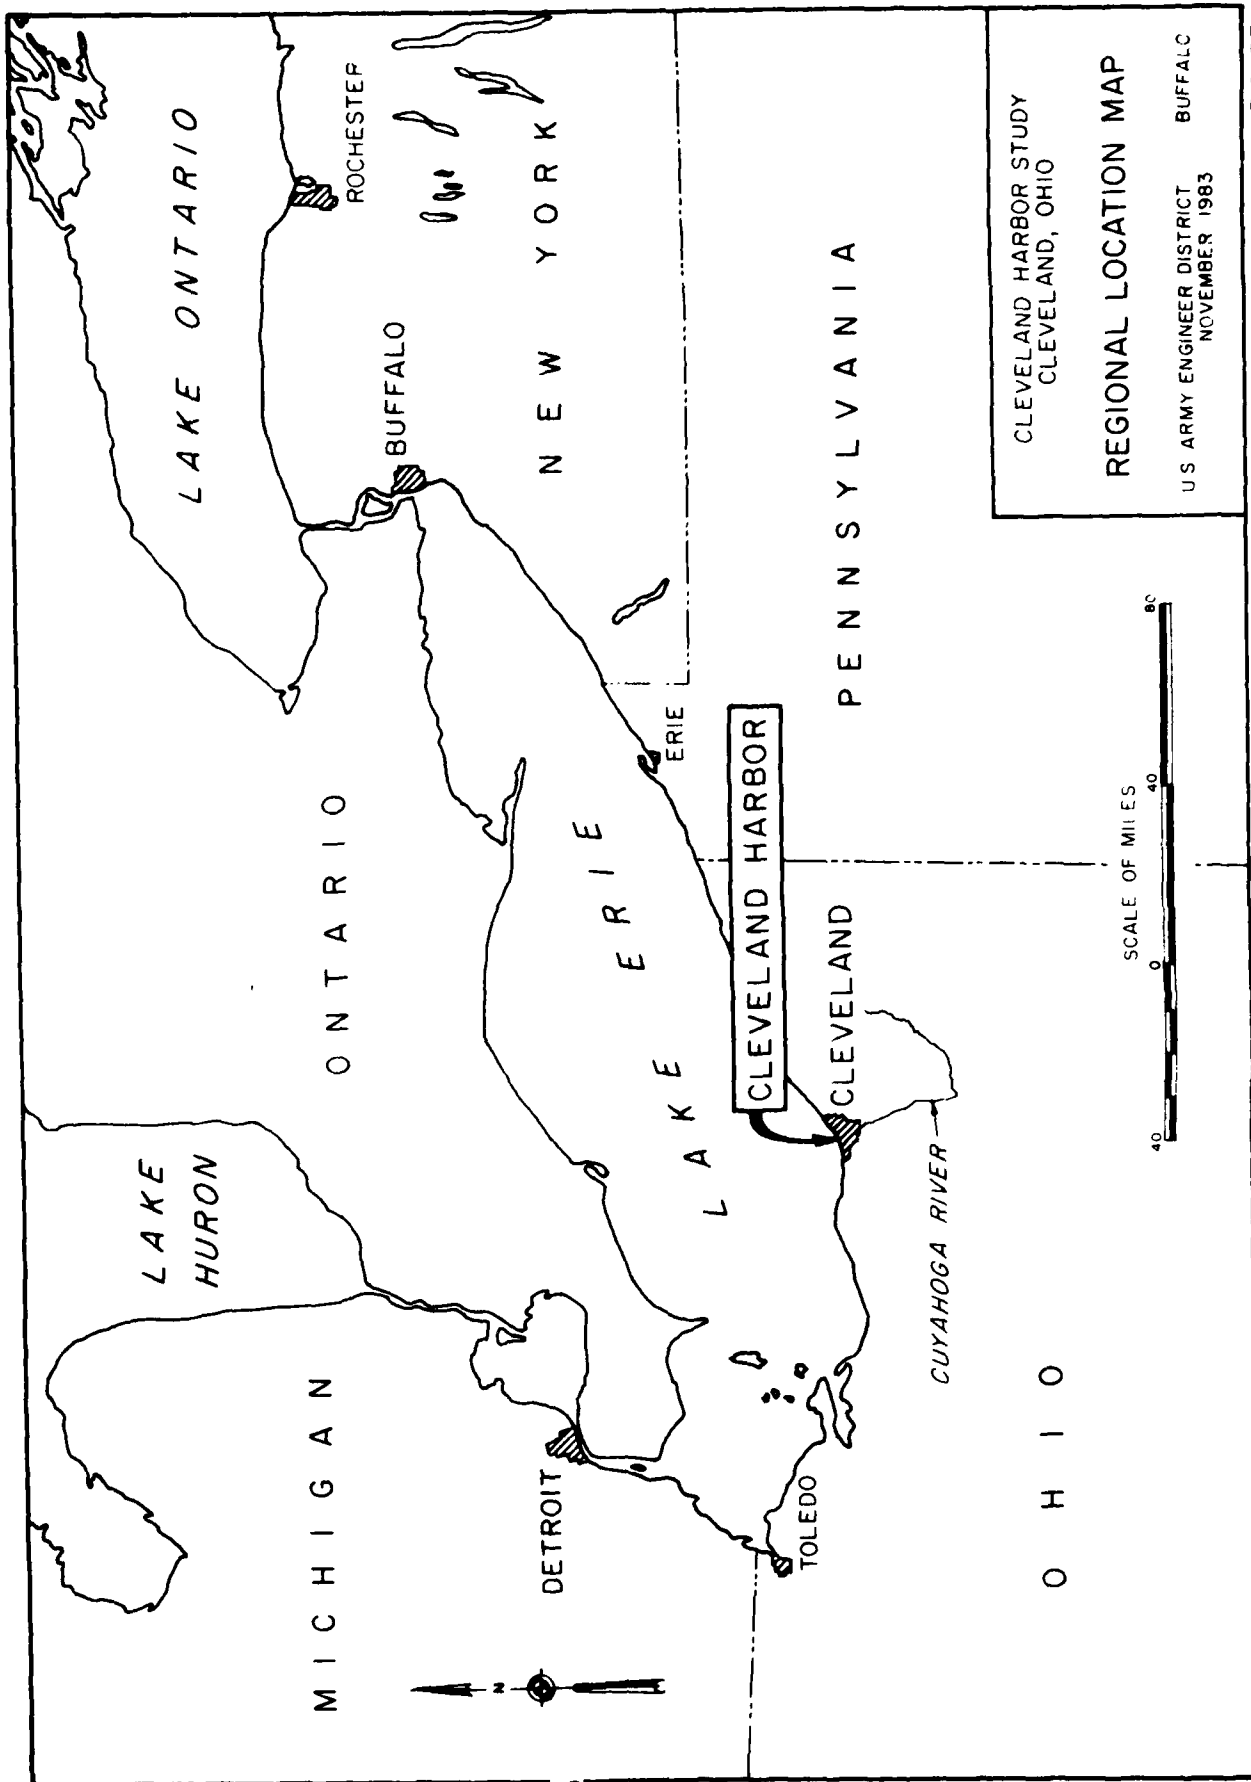 LAKE ONTARIO
ROCHESTER
LAKE
HURON
ONTARIO
BUFFALO
NEW YORK
MICHIGAN
DETROIT
LAKE ERIE
ERIE
N
CLEVELAND HARBOR
CLEVELAND
PENNSYLVANIA
TOLEDO
CUYAHOGA RIVER
OHIO
SCALE OF MILES
40 0 40 80
CLEVELAND HARBOR STUDY
CLEVELAND, OHIO
REGIONAL LOCATION MAP
US ARMY ENGINEER DISTRICT BUFFALO
NOVEMBER 1983